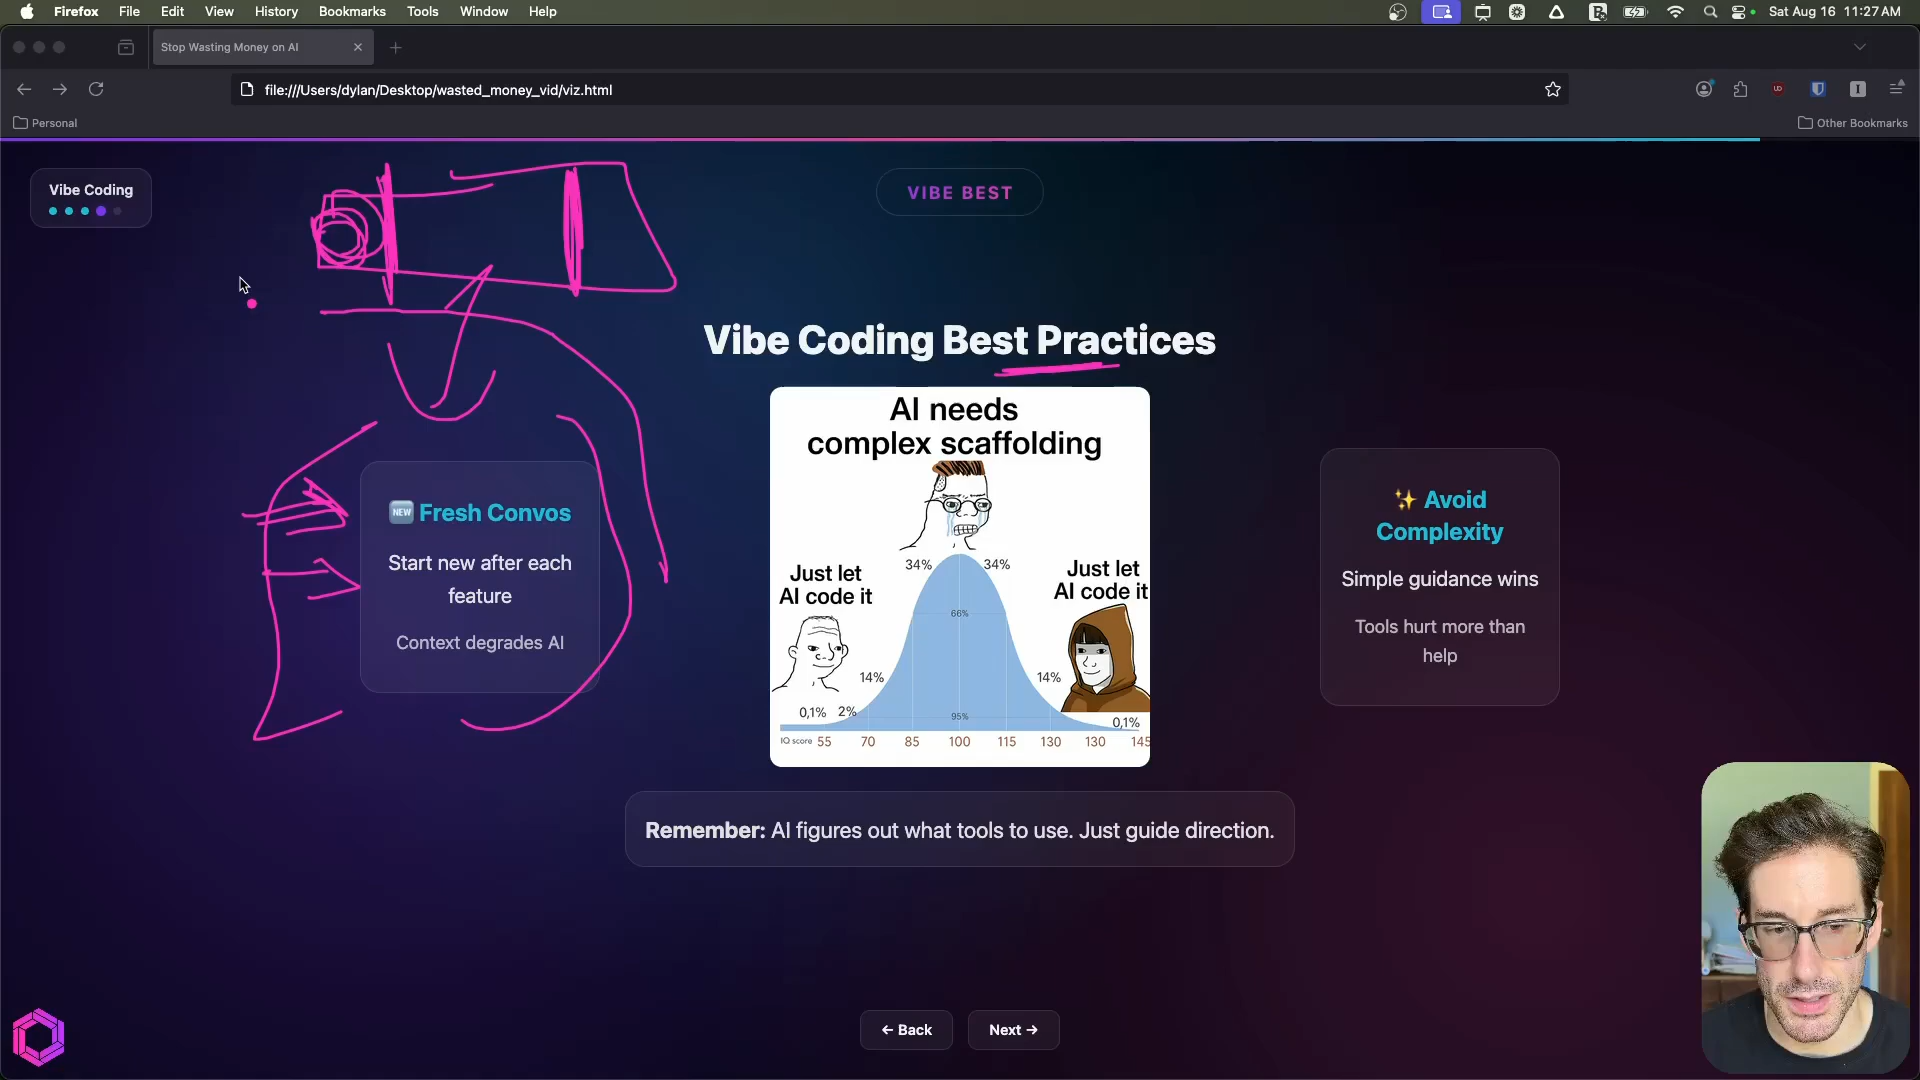 Firefox File Edit View History Bookmarks Tools Window Help
Sat Aug 16 11:27 AM
Stop Wasting Money on AI
file:///Users/dylan/Desktop/wasted_money_vid/viz.html
Personal
Other Bookmarks
Vibe Coding
VIBE BEST
Vibe Coding Best Practices
NEW Fresh Convos
Start new after each
feature
Context degrades AI
AI needs
complex scaffolding
34% 34%
Just let
AI code it
Just let
AI code it
66%
14% 14%
0,1% 2% 95% 0,1%
IQ score 55 70 85 100 115 130 130 145
✨ Avoid
Complexity
Simple guidance wins
Tools hurt more than
help
Remember: AI figures out what tools to use. Just guide direction.
← Back Next →